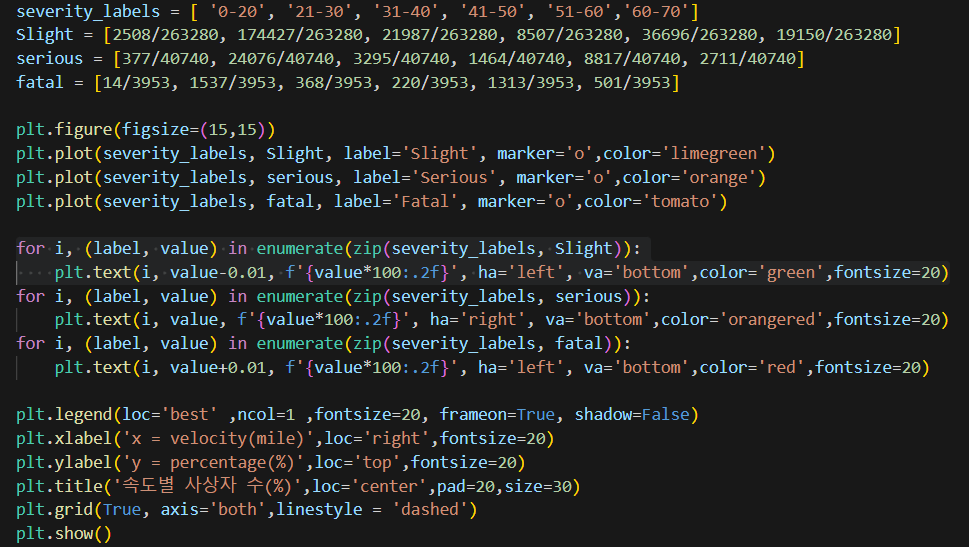 severity_labels = [ '0-20', '21-30', '31-40', '41-50', '51-60','60-70']
Slight = [2508/263280, 174427/263280, 21987/263280, 8507/263280, 36696/263280, 19150/263280]
serious = [377/40740, 24076/40740, 3295/40740, 1464/40740, 8817/40740, 2711/40740]
fatal = [14/3953, 1537/3953, 368/3953, 220/3953, 1313/3953, 501/3953]
plt.figure(figsize=(15,15))
plt.plot(severity_labels, Slight, label='Slight', marker='o',color='limegreen')
plt.plot(severity_labels, serious, label='Serious', marker='o',color='orange')
plt.plot(severity_labels, fatal, label='Fatal', marker='o',color='tomato')
for i, (label, value) in enumerate(zip(severity_labels, Slight)):
    plt.text(i, value-0.01, f'{value*100:.2f}', ha='left', va='bottom',color='green',fontsize=20)
for i, (label, value) in enumerate(zip(severity_labels, serious)):
    plt.text(i, value, f'{value*100:.2f}', ha='right', va='bottom',color='orangered',fontsize=20)
for i, (label, value) in enumerate(zip(severity_labels, fatal)):
    plt.text(i, value+0.01, f'{value*100:.2f}', ha='left', va='bottom',color='red',fontsize=20)
plt.legend(loc='best' ,ncol=1 ,fontsize=20, frameon=True, shadow=False)
plt.xlabel('x = velocity(mile)',loc='right',fontsize=20)
plt.ylabel('y = percentage(%)',loc='top',fontsize=20)
plt.title('속도별 사상자 수(%)',loc='center',pad=20,size=30)
plt.grid(True, axis='both',linestyle = 'dashed')
plt.show()